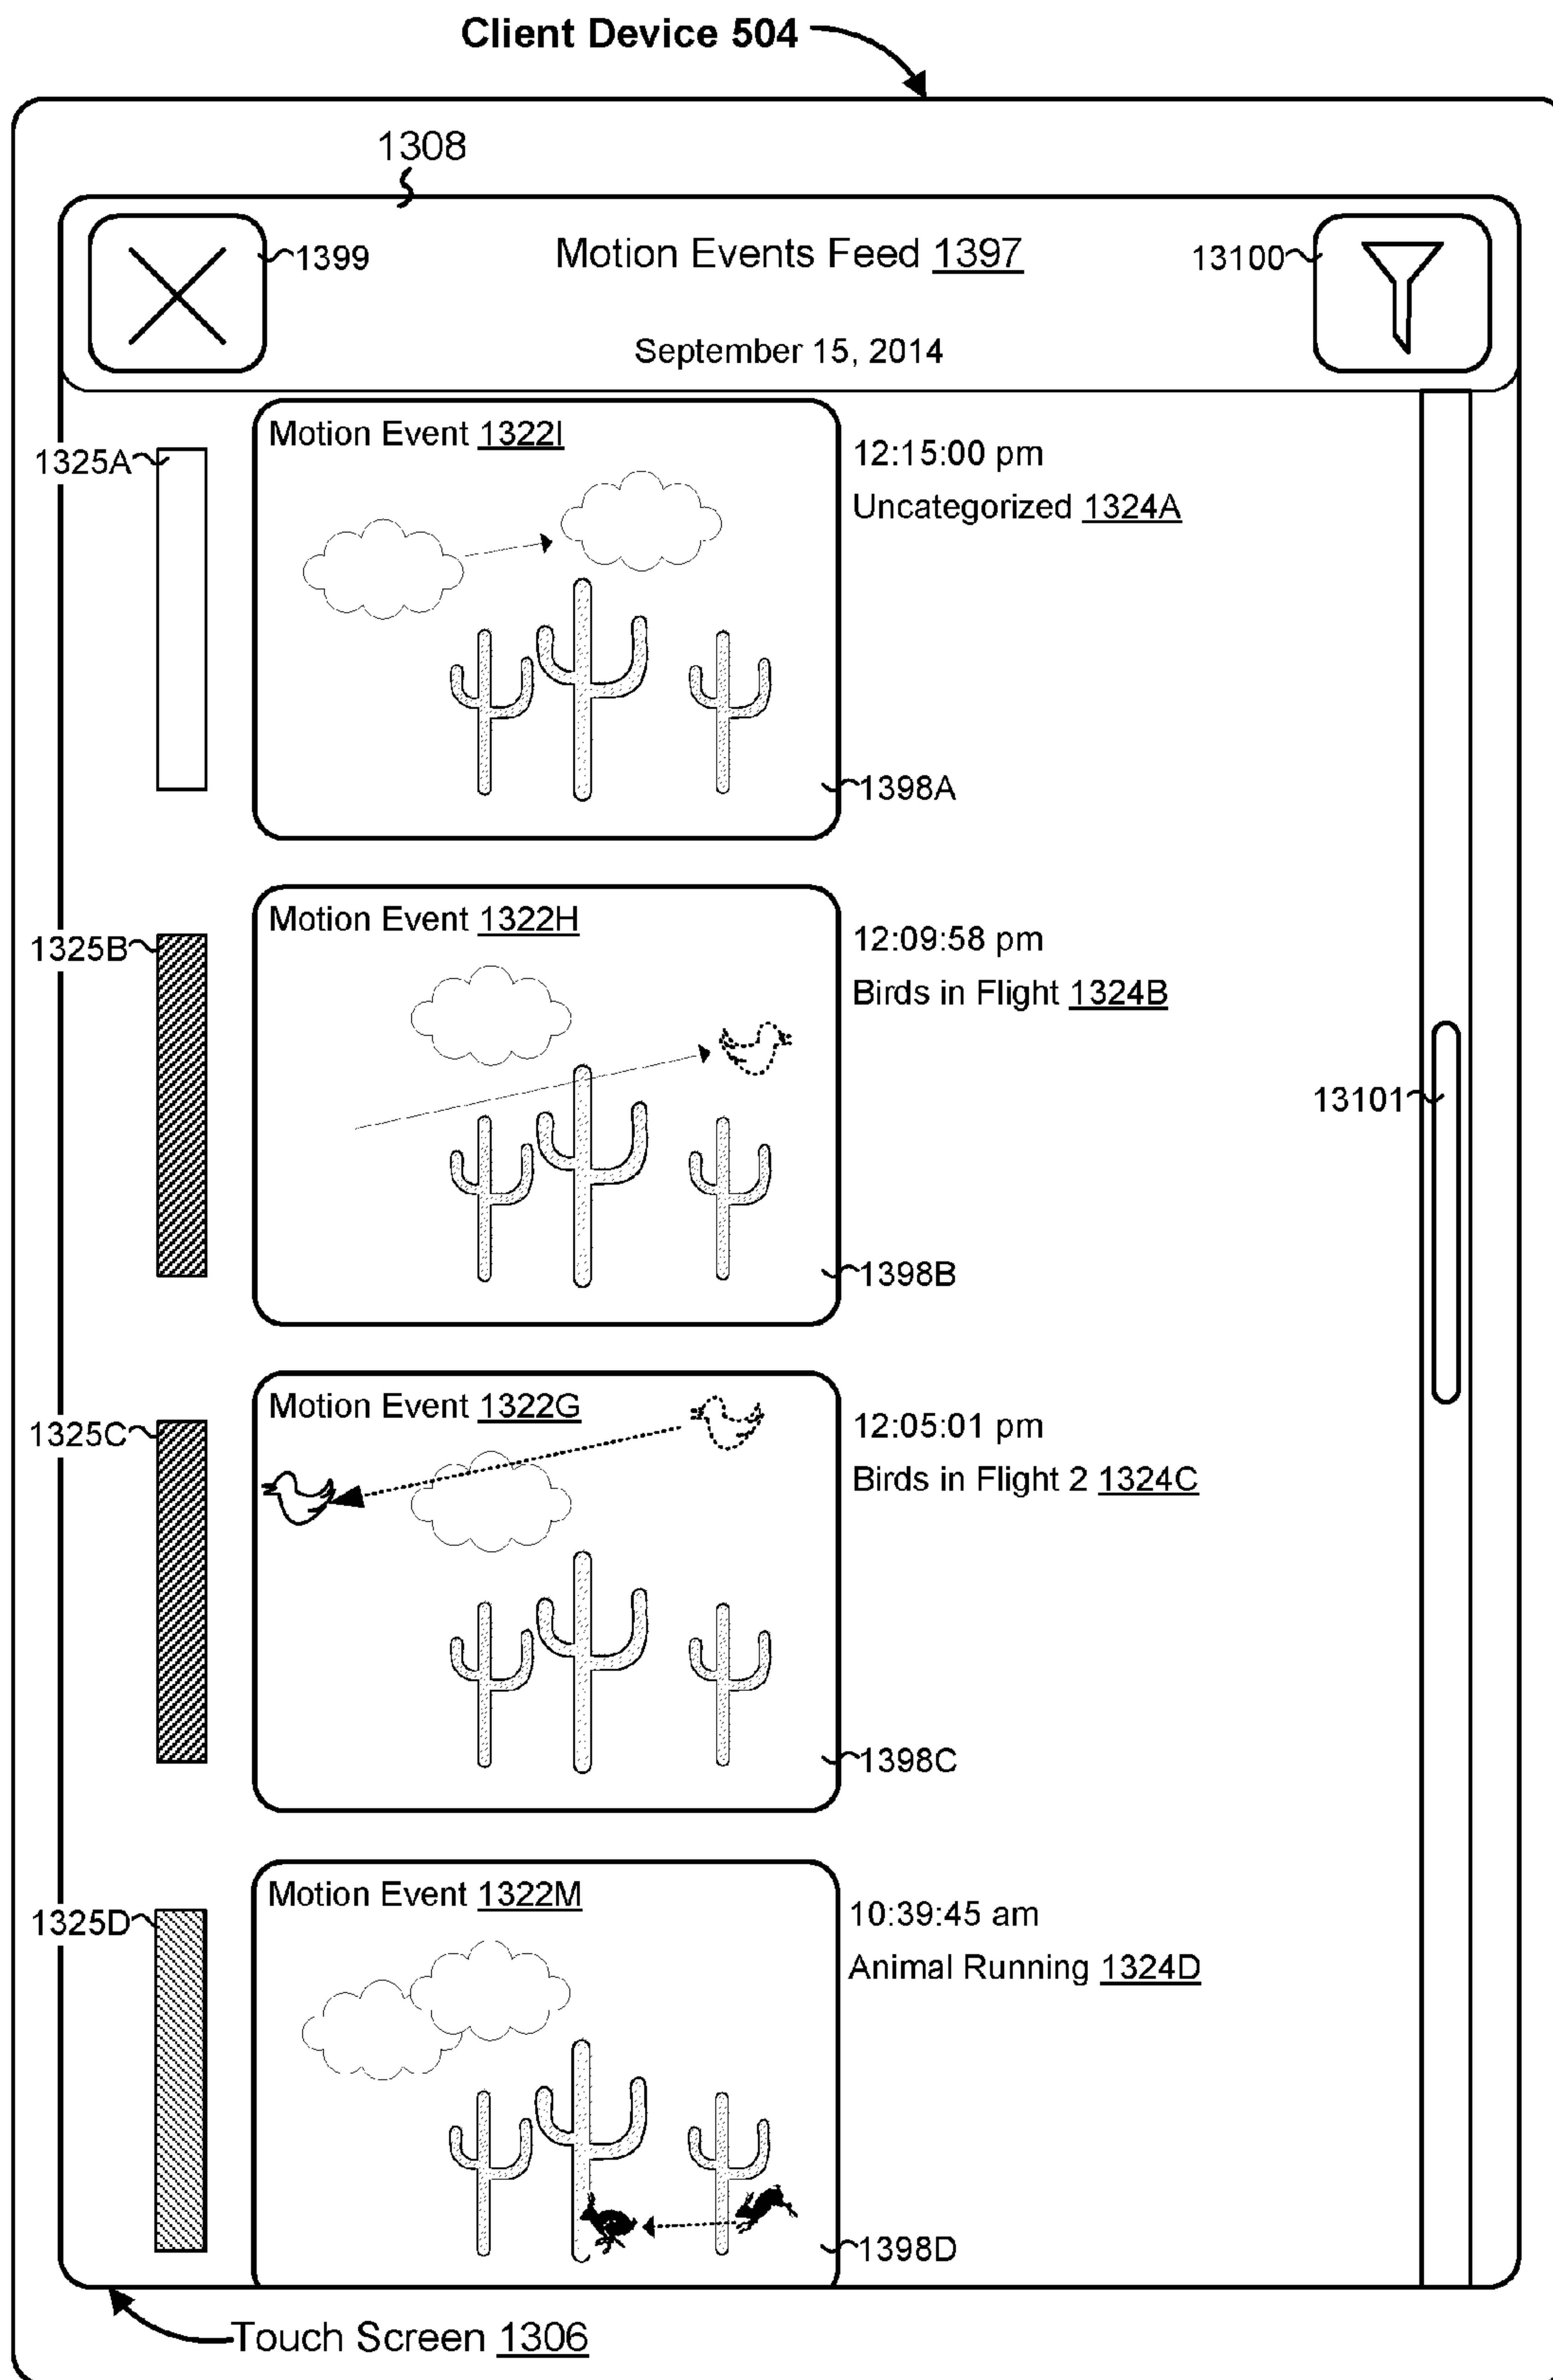 Client Device 504
1308
1399
Motion Events Feed 1397
13100
September 15, 2014
Motion Event 1322I
1325A
12:15:00 pm
Uncategorized 1324A
1398A
Motion Event 1322H
1325B
12:09:58 pm
Birds in Flight 1324B
13101
1398B
Motion Event 1322G
1325C
12:05:01 pm
Birds in Flight 2 1324C
1398C
Motion Event 1322M
1325D
10:39:45 am
Animal Running 1324D
1398D
Touch Screen 1306